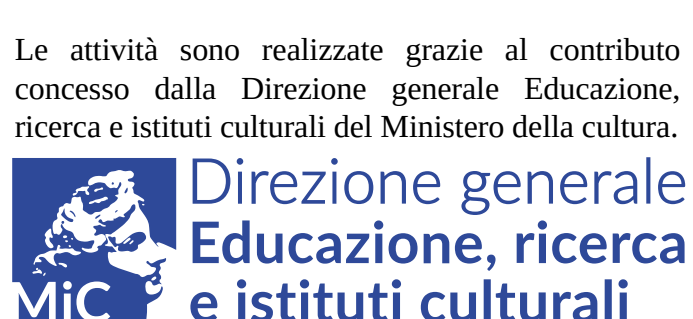 Le attività sono realizzate grazie al contributo
concesso dalla Direzione generale Educazione,
ricerca e istituti culturali del Ministero della cultura.
Direzione generale
Educazione, ricerca
e istituti culturali
MiC